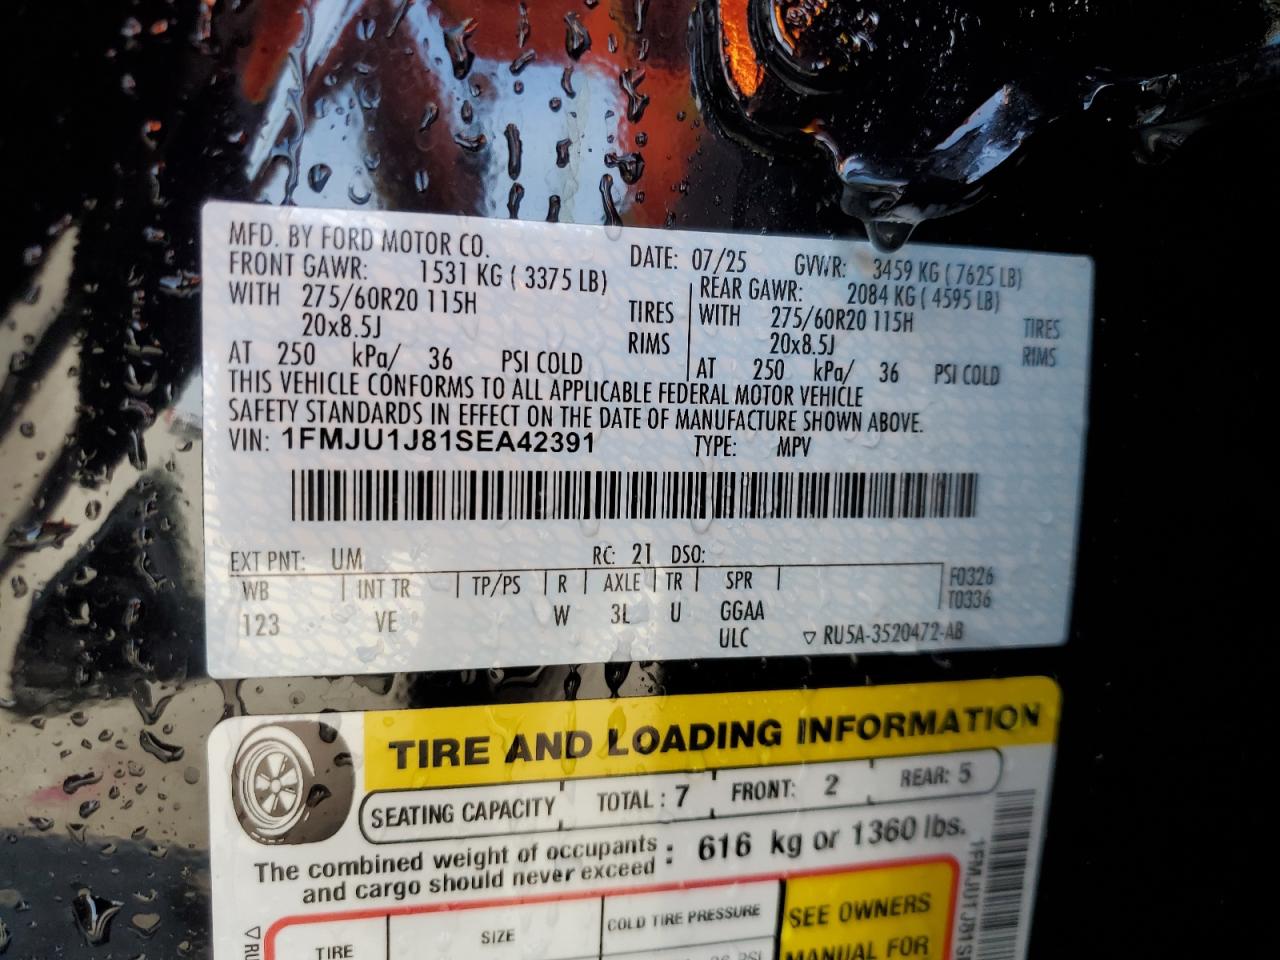 MFD. BY FORD MOTOR CO.
DATE: 07/25 GVWR: 3459 KG ( 7625 LB)
FRONT GAWR: 1531 KG ( 3375 LB)
WITH 275/60R20 115H TIRES
20x8.5J RIMS
AT 250 kPa/ 36 PSI COLD
REAR GAWR: 2084 KG ( 4595 LB)
WITH 275/60R20 115H TIRES
20x8.5J RIMS
AT 250 kPa/ 36 PSI COLD
THIS VEHICLE CONFORMS TO ALL APPLICABLE FEDERAL MOTOR VEHICLE
SAFETY STANDARDS IN EFFECT ON THE DATE OF MANUFACTURE SHOWN ABOVE.
VIN: 1FMJU1J81SEA42391 TYPE: MPV
EXT PNT: UM RC: 21 DSO:
WB INT TR TP/PS R AXLE TR SPR F0326
123 VE W 3L U GGAA T0336
ULC ▽ RU5A-3520472-AB
TIRE AND LOADING INFORMATION
SEATING CAPACITY TOTAL : 7 FRONT: 2 REAR: 5
The combined weight of occupants
and cargo should never exceed : 616 kg or 1360 lbs.
TIRE SIZE COLD TIRE PRESSURE
SEE OWNERS
MANUAL FOR
▽ RU
1FMJU1J81S